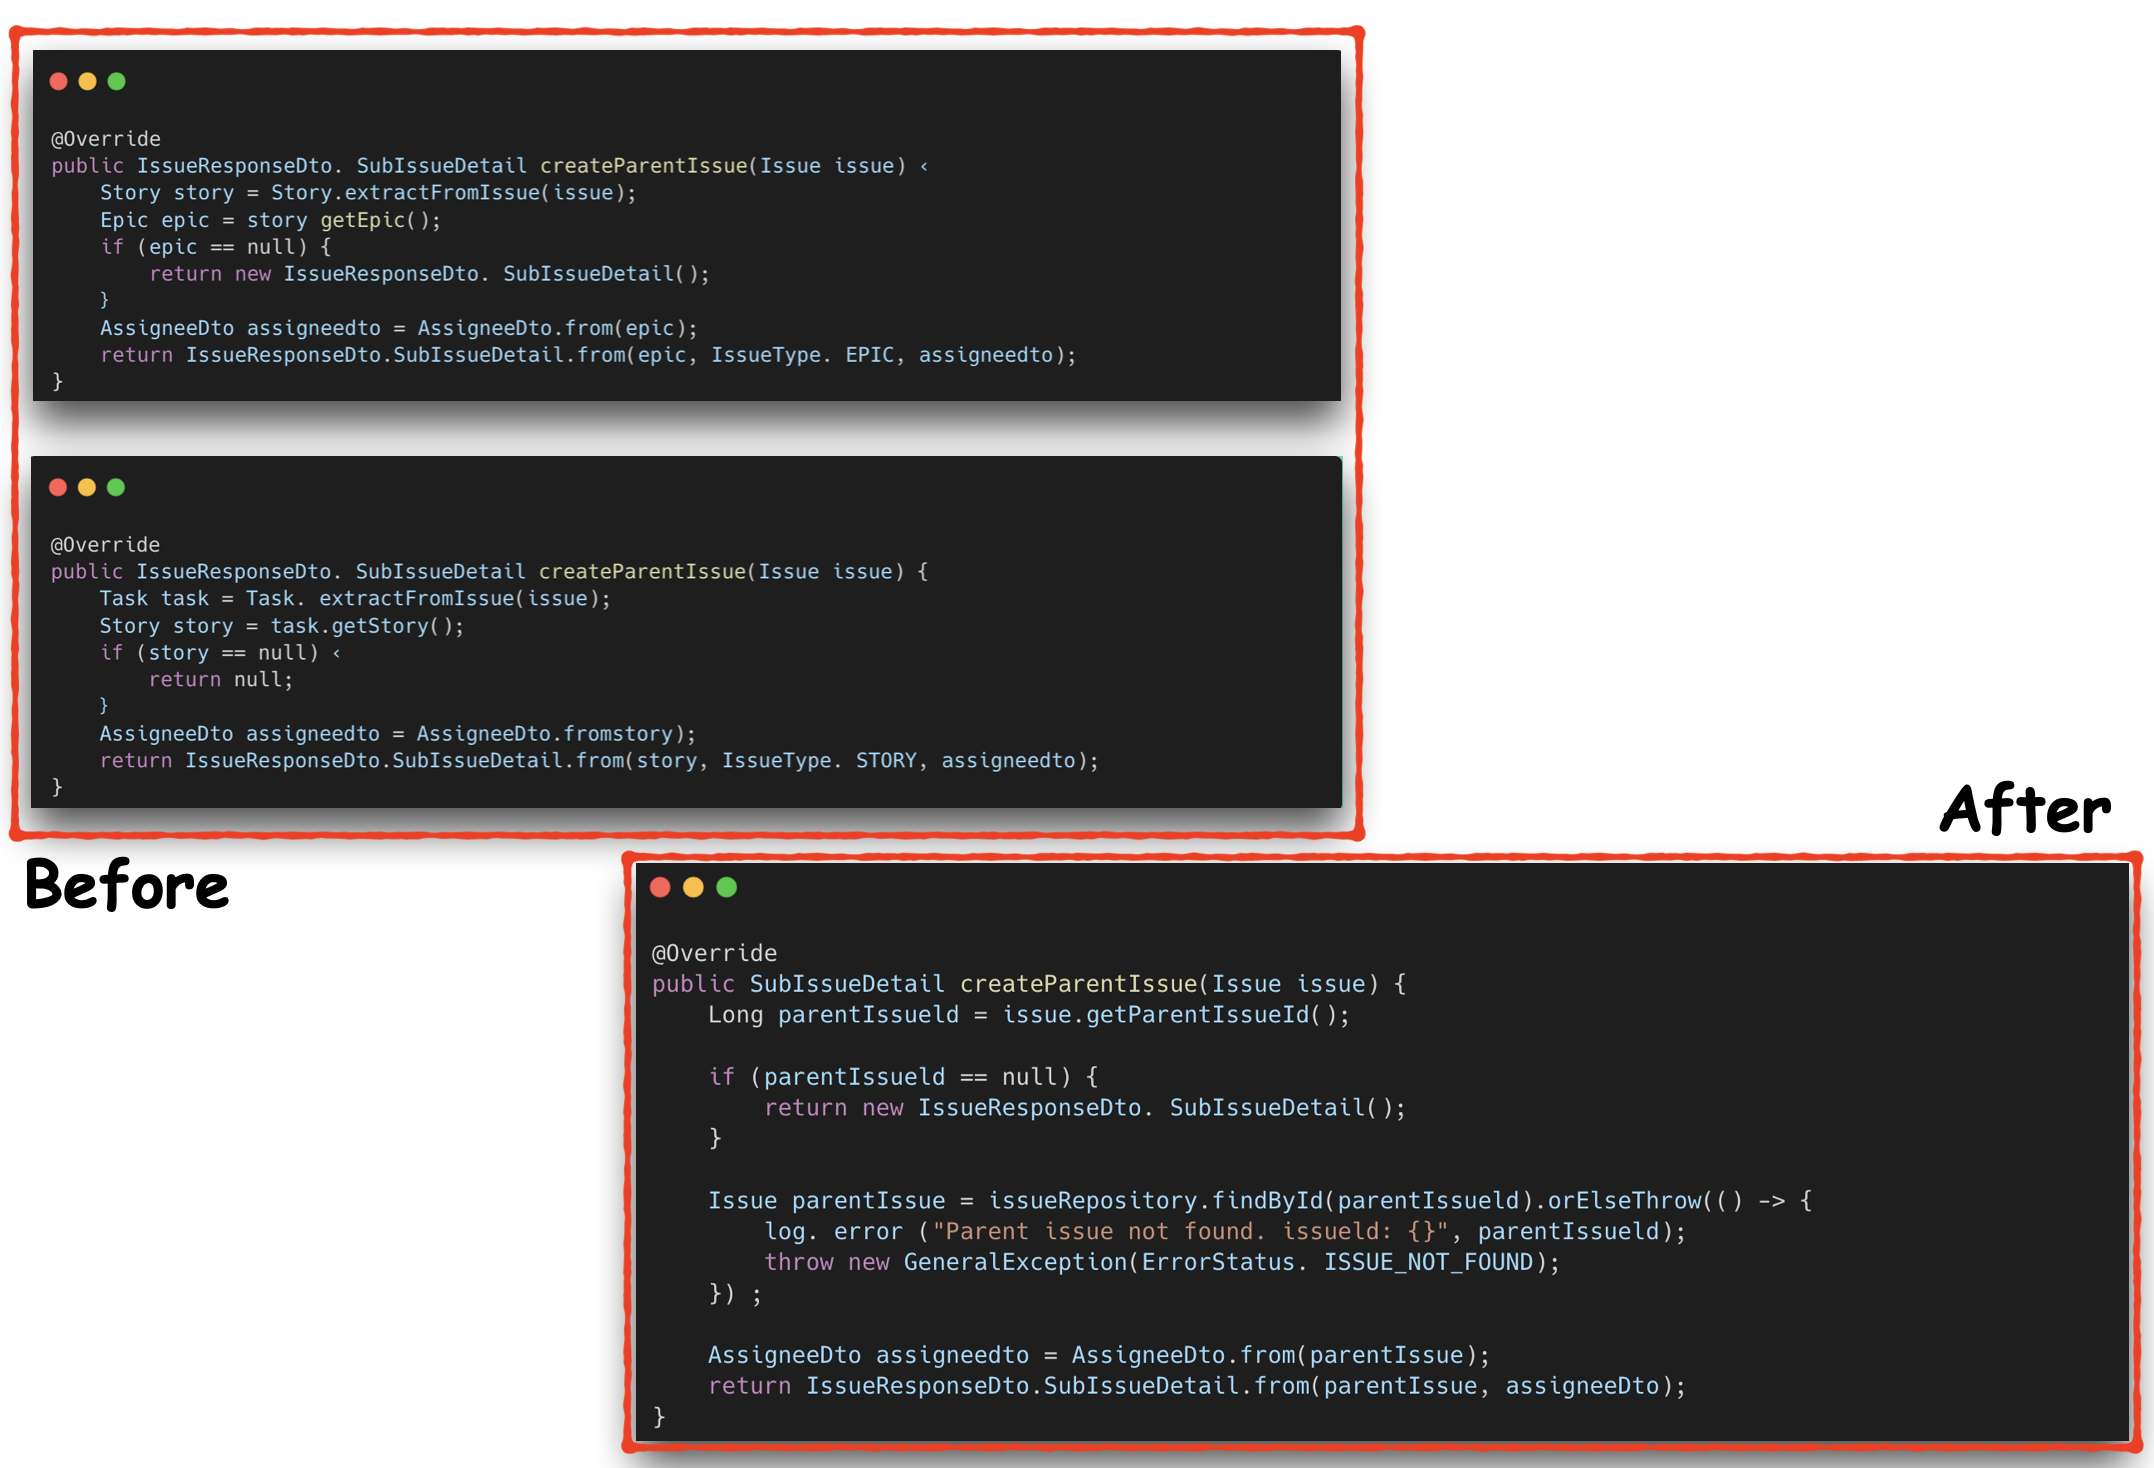 @Override
public IssueResponseDto. SubIssueDetail createParentIssue(Issue issue) ‹
    Story story = Story.extractFromIssue(issue);
    Epic epic = story getEpic();
    if (epic == null) {
        return new IssueResponseDto. SubIssueDetail();
    }
    AssigneeDto assigneedto = AssigneeDto.from(epic);
    return IssueResponseDto.SubIssueDetail.from(epic, IssueType. EPIC, assigneedto);
}
@Override
public IssueResponseDto. SubIssueDetail createParentIssue(Issue issue) {
    Task task = Task. extractFromIssue(issue);
    Story story = task.getStory();
    if (story == null) ‹
        return null;
    }
    AssigneeDto assigneedto = AssigneeDto.fromstory);
    return IssueResponseDto.SubIssueDetail.from(story, IssueType. STORY, assigneedto);
}
Before
After
@Override
public SubIssueDetail createParentIssue(Issue issue) {
    Long parentIssueld = issue.getParentIssueId();
    if (parentIssueld == null) {
        return new IssueResponseDto. SubIssueDetail();
    }
    Issue parentIssue = issueRepository.findById(parentIssueld).orElseThrow(() -> {
        log. error ("Parent issue not found. issueld: {}", parentIssueld);
        throw new GeneralException(ErrorStatus. ISSUE_NOT_FOUND);
    }) ;
    AssigneeDto assigneedto = AssigneeDto.from(parentIssue);
    return IssueResponseDto.SubIssueDetail.from(parentIssue, assigneeDto);
}